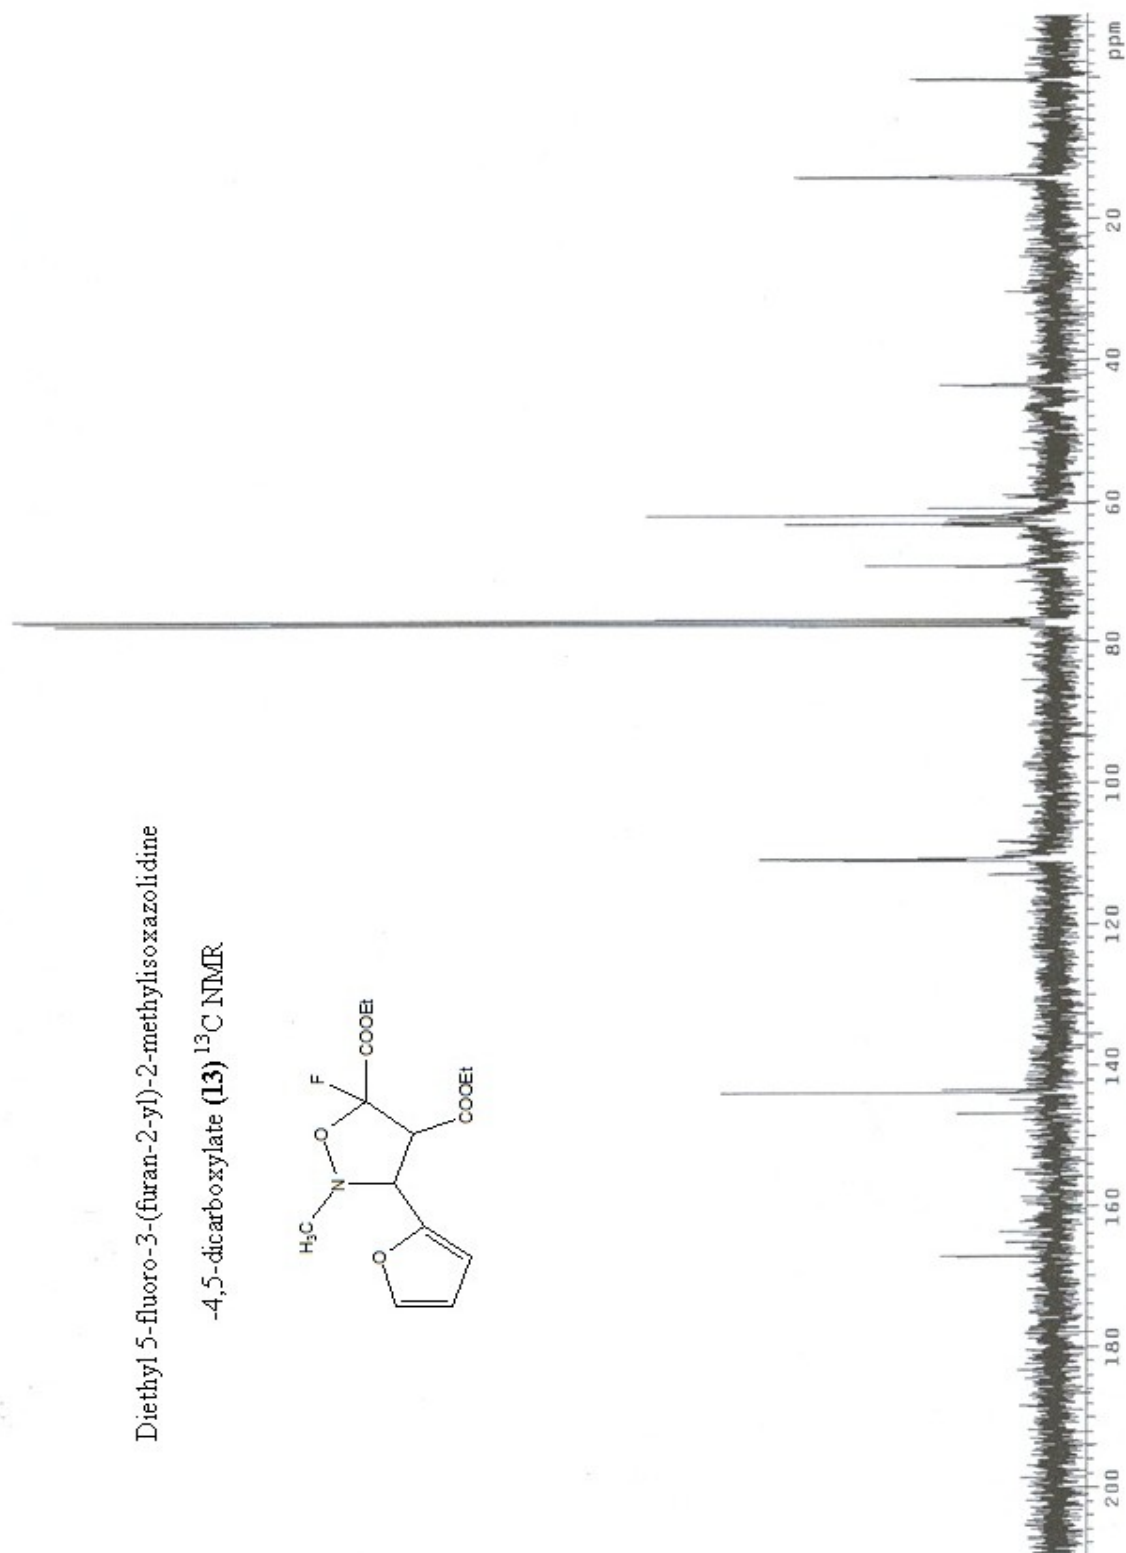 Diethyl 5-fluoro-3-(furan-2-yl)-2-methylisoxazolidine
-4,5-dicarboxylate (13) ¹³C NMR
H₃C
N
O
F
COOEt
COOEt
O
200
180
160
140
120
100
80
60
40
20
ppm